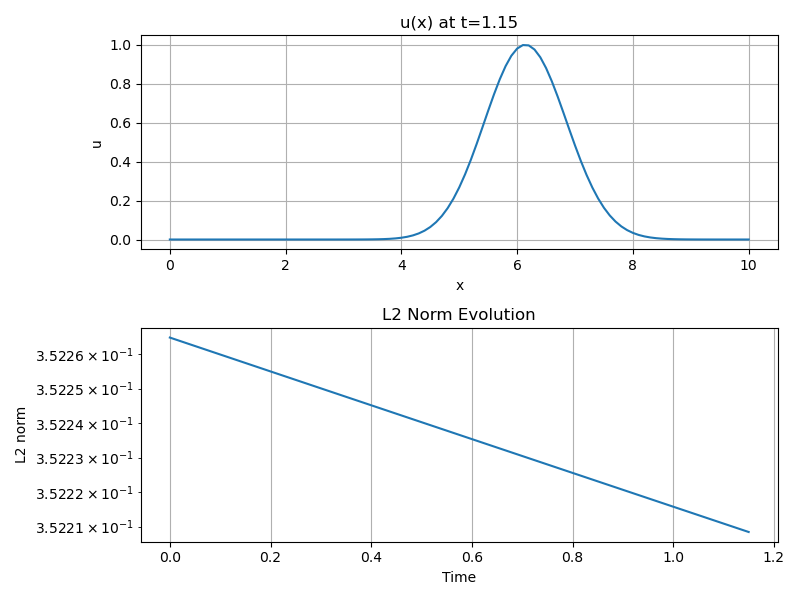 u(x) at t=1.15
1.0
0.8
0.6
0.4
0.2
0.0
u
0 2 4 6 8 10
x
L2 Norm Evolution
3.5226 × 10⁻¹
3.5225 × 10⁻¹
3.5224 × 10⁻¹
3.5223 × 10⁻¹
3.5222 × 10⁻¹
3.5221 × 10⁻¹
L2 norm
0.0 0.2 0.4 0.6 0.8 1.0 1.2
Time